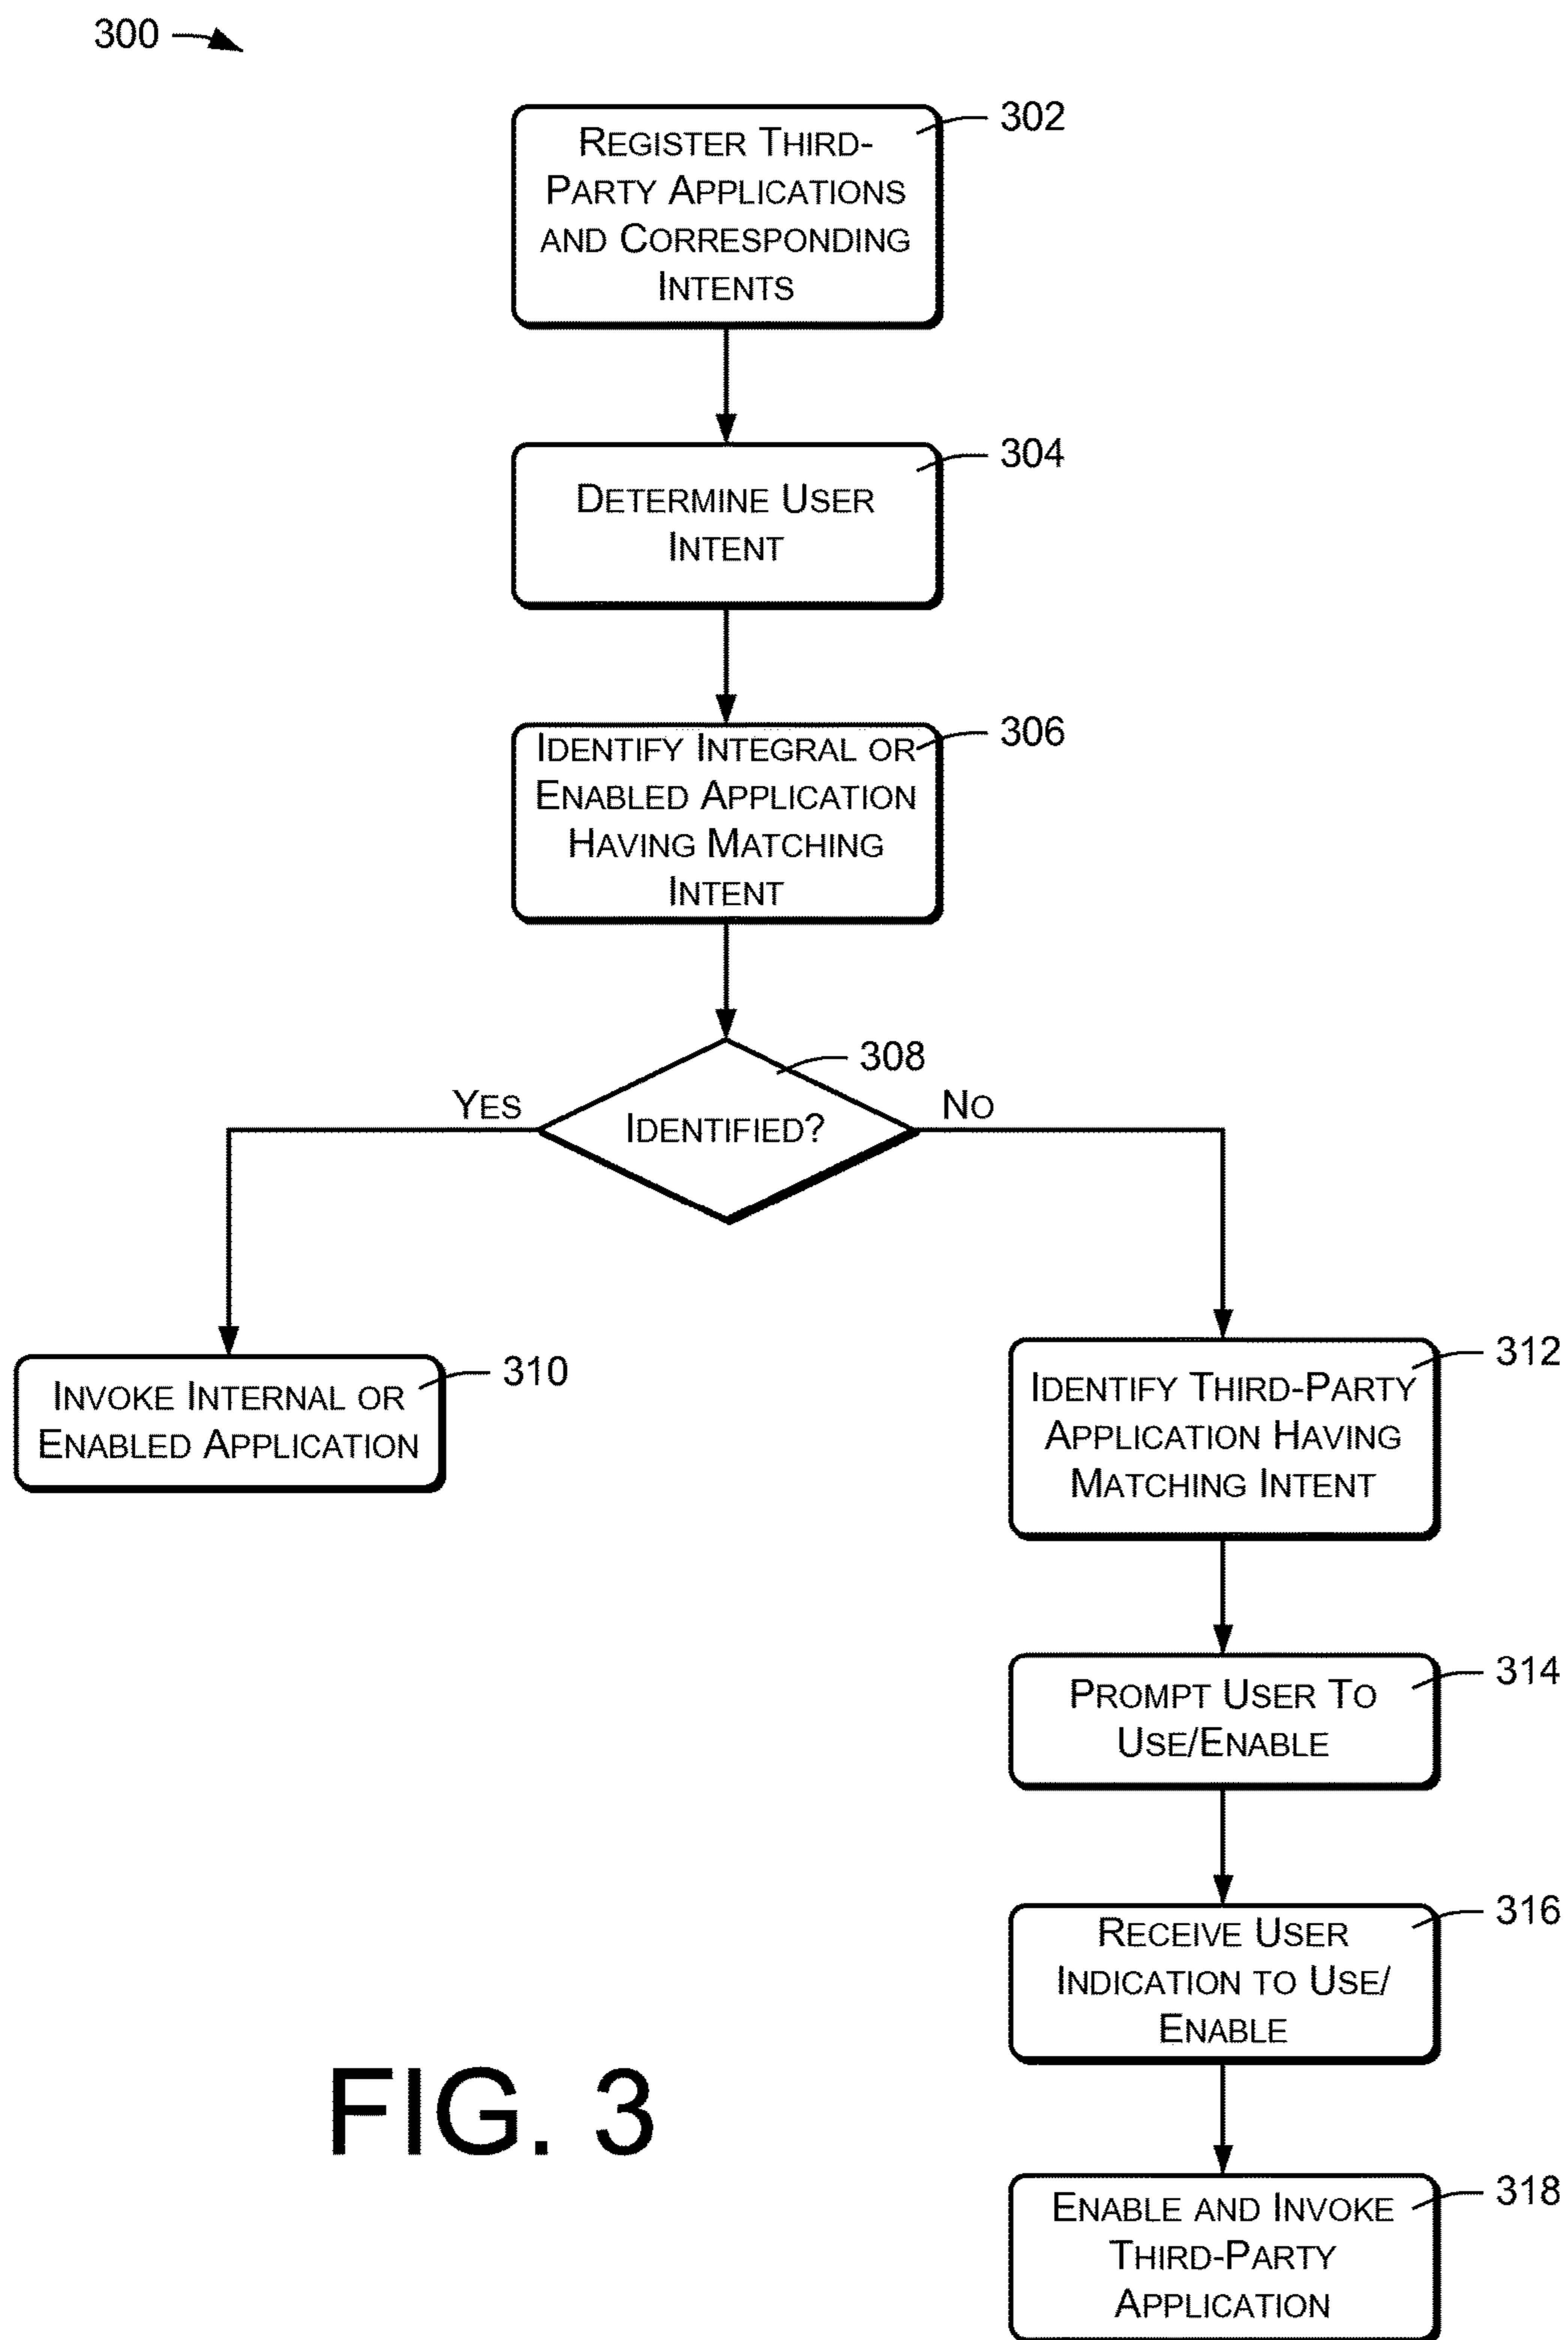 300
302
REGISTER THIRD-
PARTY APPLICATIONS
AND CORRESPONDING
INTENTS
304
DETERMINE USER
INTENT
306
IDENTIFY INTEGRAL OR
ENABLED APPLICATION
HAVING MATCHING
INTENT
308
YES
IDENTIFIED?
NO
310
INVOKE INTERNAL OR
ENABLED APPLICATION
312
IDENTIFY THIRD-PARTY
APPLICATION HAVING
MATCHING INTENT
314
PROMPT USER TO
USE/ENABLE
316
RECEIVE USER
INDICATION TO USE/
ENABLE
318
ENABLE AND INVOKE
THIRD-PARTY
APPLICATION
FIG. 3